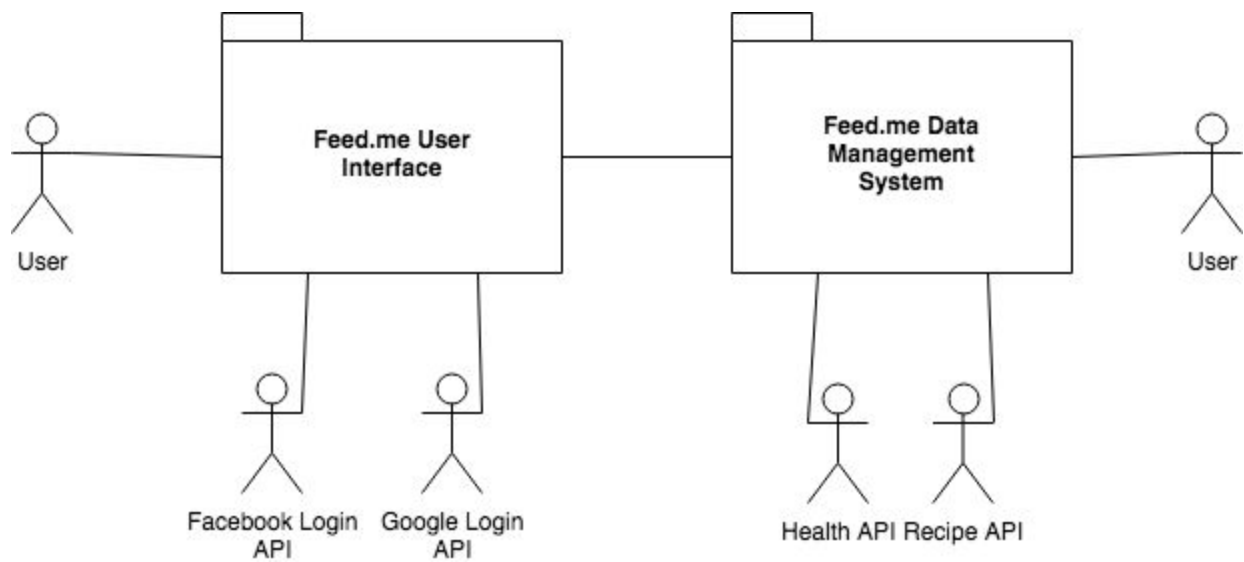 Feed.me User
Interface
Feed.me Data
Management
System
User
User
Facebook Login
API
Google Login
API
Health API
Recipe API